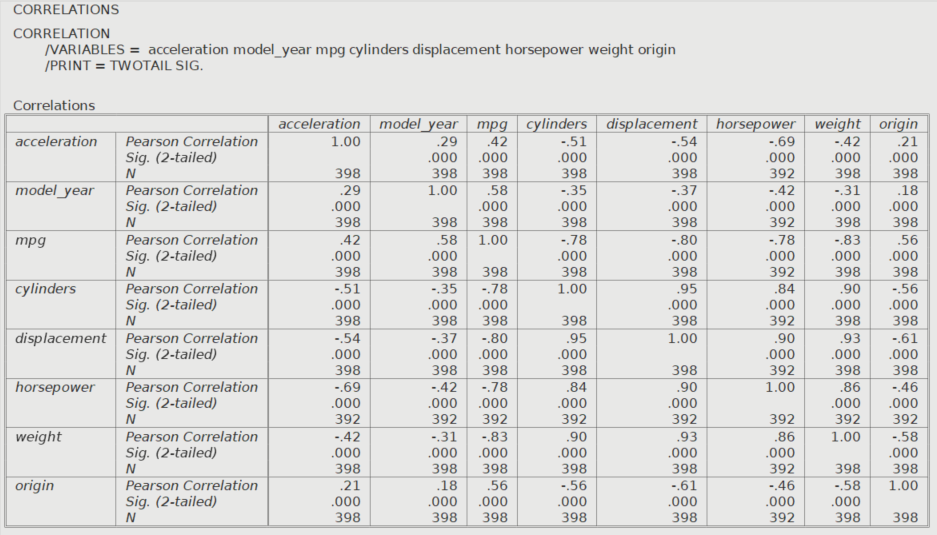 CORRELATIONS
CORRELATION
/VARIABLES = acceleration model_year mpg cylinders displacement horsepower weight origin
/PRINT = TWOTAIL SIG.
Correlations
acceleration model_year mpg cylinders displacement horsepower weight origin
acceleration Pearson Correlation 1.00 .29 .42 -.51 -.54 -.69 -.42 .21
Sig. (2-tailed) .000 .000 .000 .000 .000 .000 .000
N 398 398 398 398 398 392 398 398
model_year Pearson Correlation .29 1.00 .58 -.35 -.37 -.42 -.31 .18
Sig. (2-tailed) .000 .000 .000 .000 .000 .000 .000
N 398 398 398 398 398 392 398 398
mpg Pearson Correlation .42 .58 1.00 -.78 -.80 -.78 -.83 .56
Sig. (2-tailed) .000 .000 .000 .000 .000 .000 .000
N 398 398 398 398 398 392 398 398
cylinders Pearson Correlation -.51 -.35 -.78 1.00 .95 .84 .90 -.56
Sig. (2-tailed) .000 .000 .000 .000 .000 .000 .000
N 398 398 398 398 398 392 398 398
displacement Pearson Correlation -.54 -.37 -.80 .95 1.00 .90 .93 -.61
Sig. (2-tailed) .000 .000 .000 .000 .000 .000 .000
N 398 398 398 398 398 392 398 398
horsepower Pearson Correlation -.69 -.42 -.78 .84 .90 1.00 .86 -.46
Sig. (2-tailed) .000 .000 .000 .000 .000 .000 .000
N 392 392 392 392 392 392 392 392
weight Pearson Correlation -.42 -.31 -.83 .90 .93 .86 1.00 -.58
Sig. (2-tailed) .000 .000 .000 .000 .000 .000 .000
N 398 398 398 398 398 392 398 398
origin Pearson Correlation .21 .18 .56 -.56 -.61 -.46 -.58 1.00
Sig. (2-tailed) .000 .000 .000 .000 .000 .000 .000
N 398 398 398 398 398 392 398 398